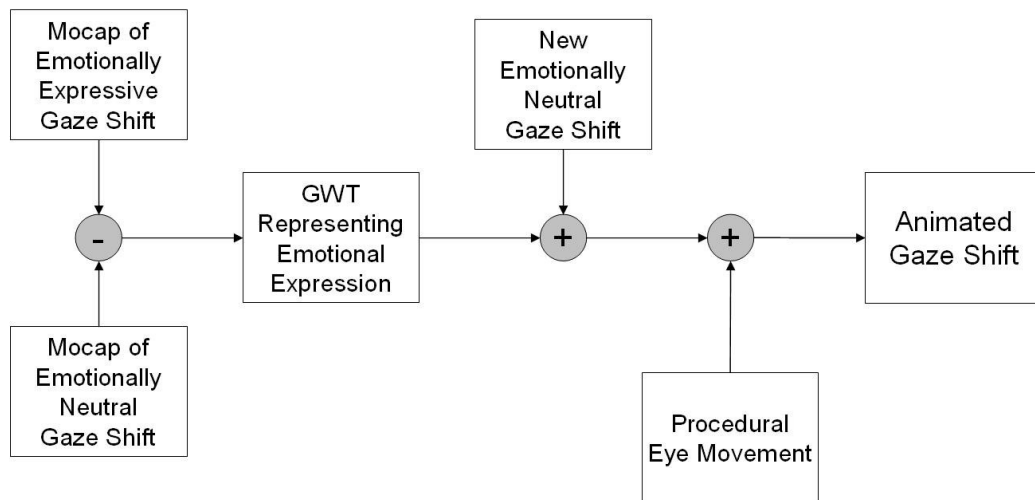 Mocap of
Emotionally
Expressive
Gaze Shift
New
Emotionally
Neutral
Gaze Shift
-
GWT
Representing
Emotional
Expression
+
+
Animated
Gaze Shift
Mocap of
Emotionally
Neutral
Gaze Shift
Procedural
Eye Movement